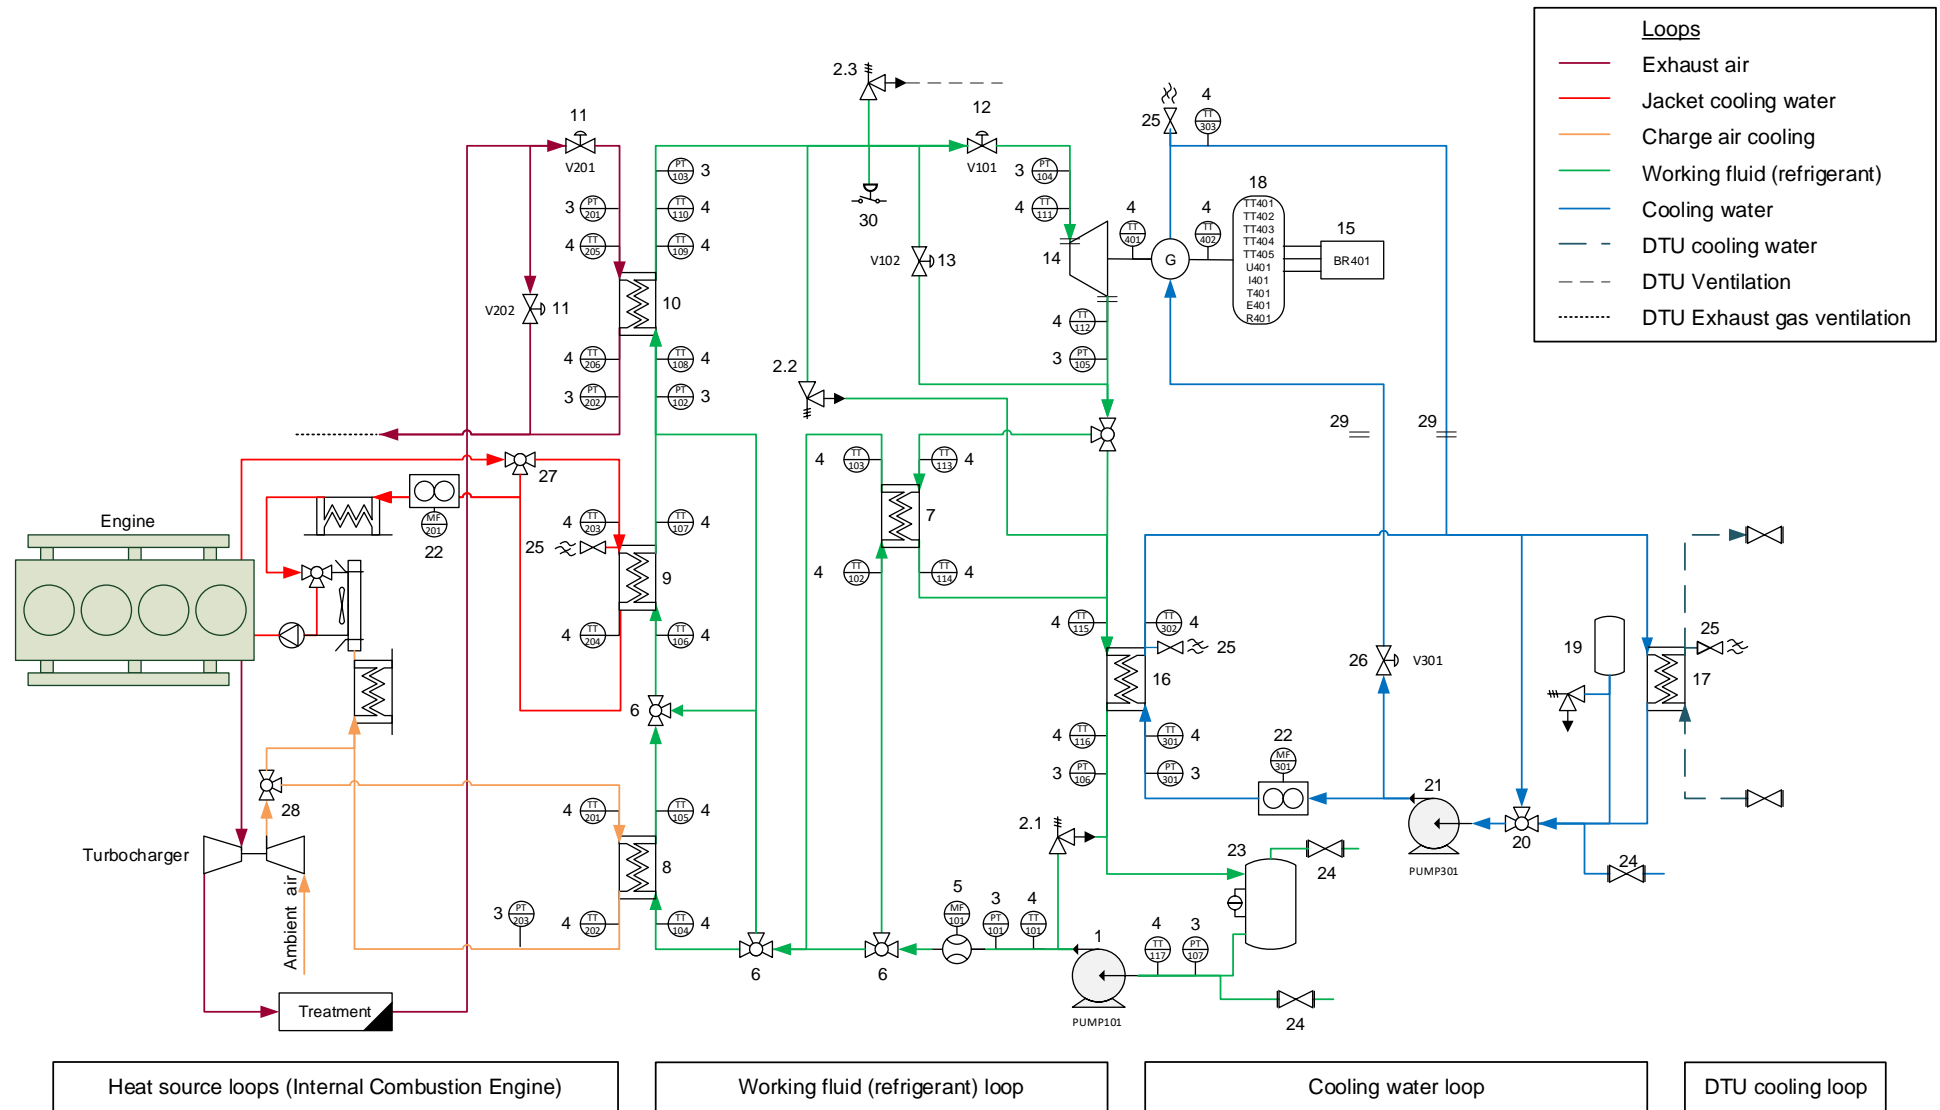 Loops
Exhaust air
Jacket cooling water
Charge air cooling
Working fluid (refrigerant)
Cooling water
DTU cooling water
DTU Ventilation
DTU Exhaust gas ventilation
2.3
11
V201
12
V101
25
4
TT 303
PT 103 3
3 PT 201
TT 110 4
4 TT 205
TT 109 4
10
V202 11
30
V102 13
3 PT 104
4 TT 111
14
4
TT 401
G
4
TT 402
18
TT401
TT402
TT403
TT404
TT405
U401
I401
T401
E401
R401
15
BR401
4 TT 206
TT 108 4
3 PT 202
TT 102 3
2.2
4 TT 112
3 PT 105
29
29
27
MF 201
22
Engine
4 TT 103
TT 113 4
7
4 TT 102
TT 114 4
4 TT 203
TT 107 4
25
9
4 TT 204
TT 106 4
6
4 TT 115
TT 302 4
25
16
4 TT 116
TT 301 4
3 PT 106
PT 301 3
26 V301
19
25
17
22
MF 301
21
PUMP301
20
24
28
Turbocharger
Ambient air
4 TT 201
TT 105 4
8
3 PT 203
4 TT 202
TT 104 4
6
6
5
MF 101
3
PT 101
4
TT 101
2.1
1
PUMP101
4
TT 117
3
PT 107
23
24
24
Treatment
Heat source loops (Internal Combustion Engine)
Working fluid (refrigerant) loop
Cooling water loop
DTU cooling loop